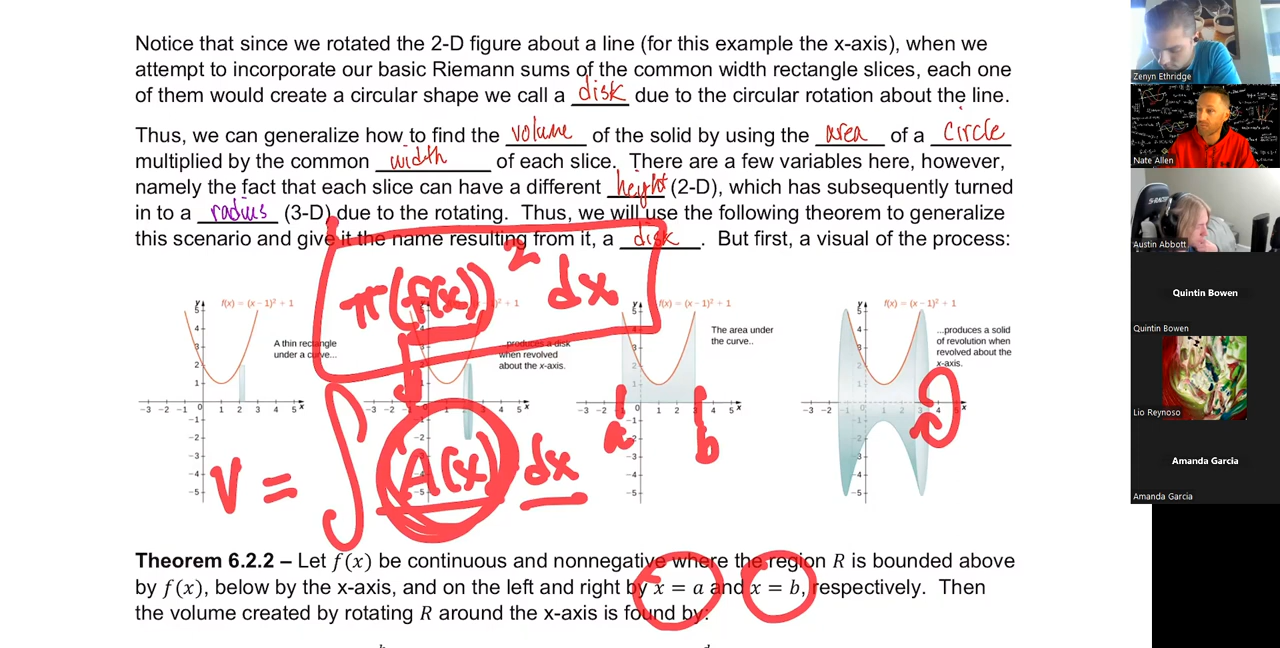 Notice that since we rotated the 2-D figure about a line (for this example the x-axis), when we
attempt to incorporate our basic Riemann sums of the common width rectangle slices, each one
of them would create a circular shape we call a disk due to the circular rotation about the line.
Thus, we can generalize how to find the volume of the solid by using the area of a circle
multiplied by the common width of each slice. There are a few variables here, however,
namely the fact that each slice can have a different height (2-D), which has subsequently turned
in to a radius (3-D) due to the rotating. Thus, we will use the following theorem to generalize
this scenario and give it the name resulting from it, a disk. But first, a visual of the process:
π(f(x))² dx
f(x) = (x − 1)² + 1
A thin rectangle
under a curve...
...produces a disk
when revolved
about the x-axis.
f(x) = (x − 1)² + 1
The area under
the curve..
f(x) = (x − 1)² + 1
...produces a solid
of revolution when
revolved about the
x-axis.
a
b
V = ∫ A(x) dx
Theorem 6.2.2 – Let f(x) be continuous and nonnegative where the region R is bounded above
by f(x), below by the x-axis, and on the left and right by x = a and x = b, respectively. Then
the volume created by rotating R around the x-axis is found by:
Zenyn Ethridge
Nate Allen
Austin Abbott
Quintin Bowen
Quintin Bowen
Lio Reynoso
Amanda Garcia
Amanda Garcia